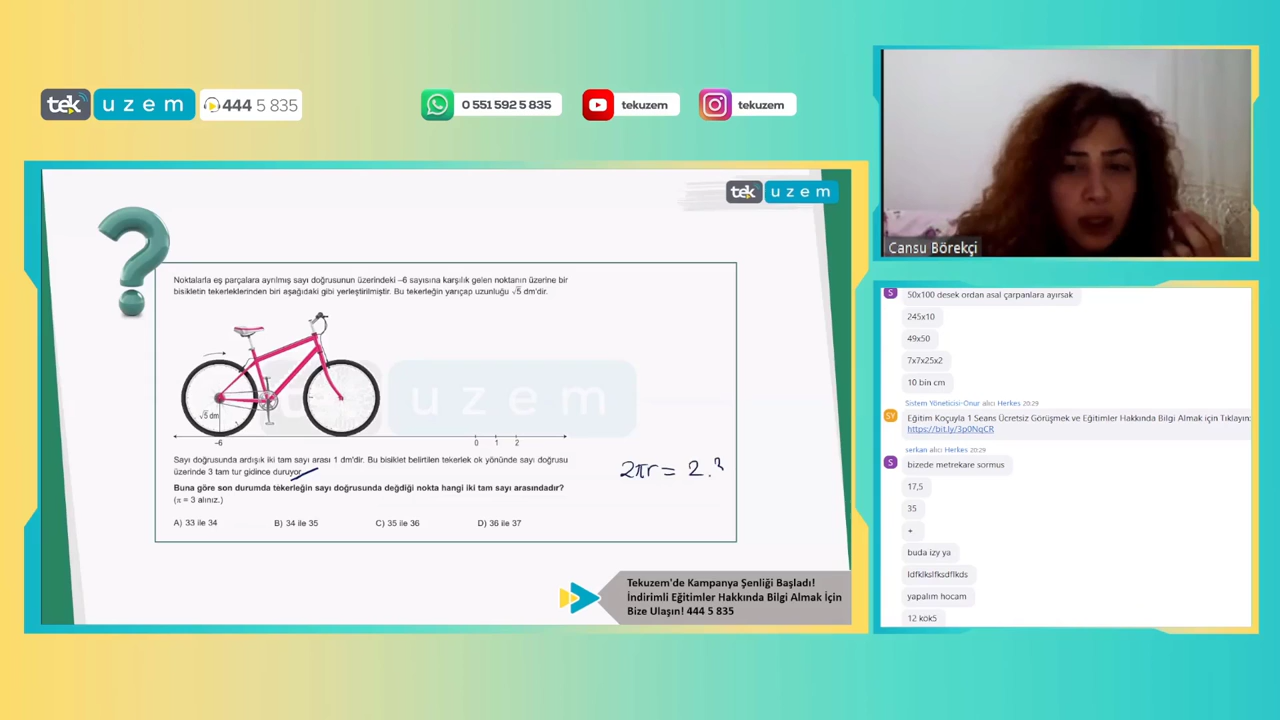 tek uzem 444 5 835
0 551 592 5 835
tekuzem
tekuzem
tek uzem
Noktalarla eş parçalara ayrılmış sayı doğrusunun üzerindeki –6 sayısına karşılık gelen noktanın üzerine bir
bisikletin tekerleklerinden biri aşağıdaki gibi yerleştirilmiştir. Bu tekerleğin yarıçap uzunluğu √5 dm'dir.
√5 dm
uzem
–6 0 1 2
Sayı doğrusunda ardışık iki tam sayı arası 1 dm'dir. Bu bisiklet belirtilen tekerlek ok yönünde sayı doğrusu
üzerinde 3 tam tur gidince duruyor.
2πr = 2.3
Buna göre son durumda tekerleğin sayı doğrusunda değdiği nokta hangi iki tam sayı arasındadır?
(π = 3 alınız.)
A) 33 ile 34 B) 34 ile 35 C) 35 ile 36 D) 36 ile 37
Tekuzem'de Kampanya Şenliği Başladı!
İndirimli Eğitimler Hakkında Bilgi Almak İçin
Bize Ulaşın! 444 5 835
Cansu Börekçi
S 50x100 desek ordan asal çarpanlara ayırsak
245x10
49x50
7x7x25x2
10 bin cm
Sistem Yöneticisi-Onur alıcı Herkes 20:29
SY Eğitim Koçuyla 1 Seans Ücretsiz Görüşmek ve Eğitimler Hakkında Bilgi Almak için Tıklayın:
https://bit.ly/3p0NqCR
serkan alıcı Herkes 20:29
S bizede metrekare sormus
17,5
35
+
buda izy ya
ldfklkslfksdflkds
yapalım hocam
12 kok5